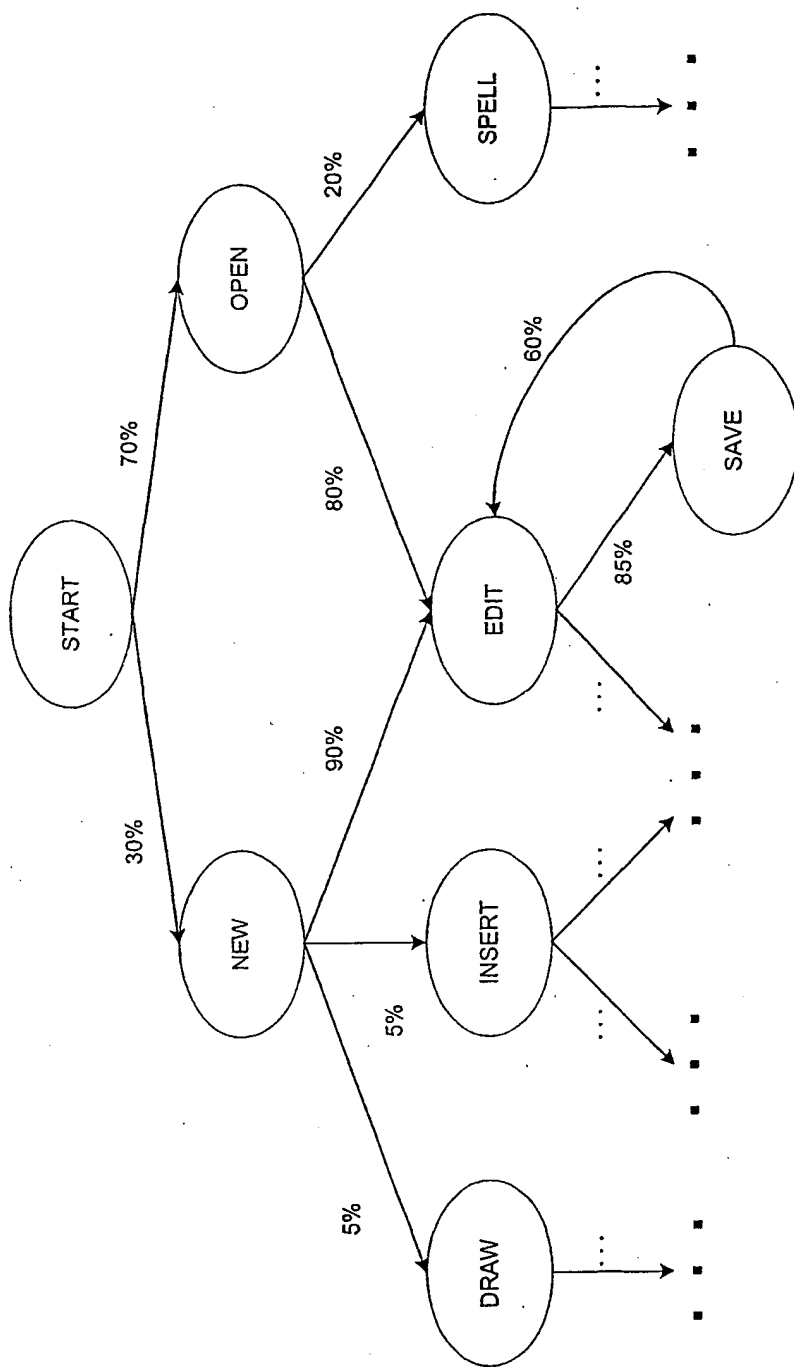 START
30%
70%
NEW
OPEN
5%
5%
90%
80%
20%
DRAW
INSERT
EDIT
SPELL
60%
85%
SAVE